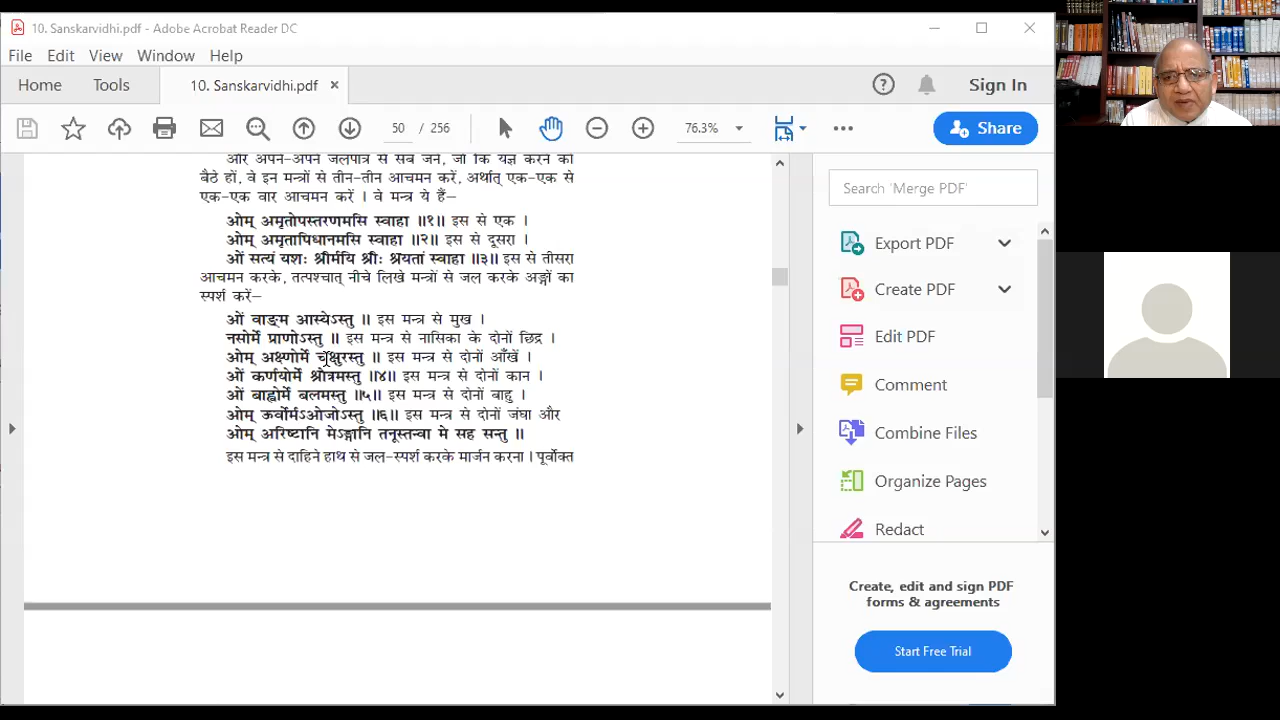 10. Sanskarvidhi.pdf - Adobe Acrobat Reader DC
File Edit View Window Help
Home Tools 10. Sanskarvidhi.pdf × Sign In
50 / 256 76.3% Share
और अपन-अपन जलपात्र से सब जन, जो कि यज्ञ करने को
बैठे हों, वे इन मन्त्रों से तीन-तीन आचमन करें, अर्थात् एक-एक से
एक-एक वार आचमन करें । वे मन्त्र ये हैं–
ओम् अमृतोपस्तरणमसि स्वाहा ॥१॥ इस से एक ।
ओम् अमृतापिधानमसि स्वाहा ॥२॥ इस से दूसरा ।
ओं सत्यं यशः श्रीर्मयि श्रीः श्रयतां स्वाहा ॥३॥ इस से तीसरा
आचमन करके, तत्पश्चात् नीचे लिखे मन्त्रों से जल करके अङ्गों का
स्पर्श करें–
ओं वाङ्म आस्येऽस्तु ॥ इस मन्त्र से मुख ।
नसोर्मे प्राणोऽस्तु ॥ इस मन्त्र से नासिका के दोनों छिद्र ।
ओम् अक्ष्णोर्मे चक्षुरस्तु ॥ इस मन्त्र से दोनों आँखें ।
ओं कर्णयोर्मे श्रोत्रमस्तु ॥४॥ इस मन्त्र से दोनों कान ।
ओं बाह्वोर्मे बलमस्तु ॥५॥ इस मन्त्र से दोनों बाहु ।
ओम् ऊर्वोर्मऽओजोऽस्तु ॥६॥ इस मन्त्र से दोनों जंघा और
ओम् अरिष्टानि मेऽङ्गानि तनूस्तन्वा मे सह सन्तु ॥
इस मन्त्र से दाहिने हाथ से जल-स्पर्श करके मार्जन करना । पूर्वोक्त
Search 'Merge PDF'
Export PDF
Create PDF
Edit PDF
Comment
Combine Files
Organize Pages
Redact
Create, edit and sign PDF
forms & agreements
Start Free Trial